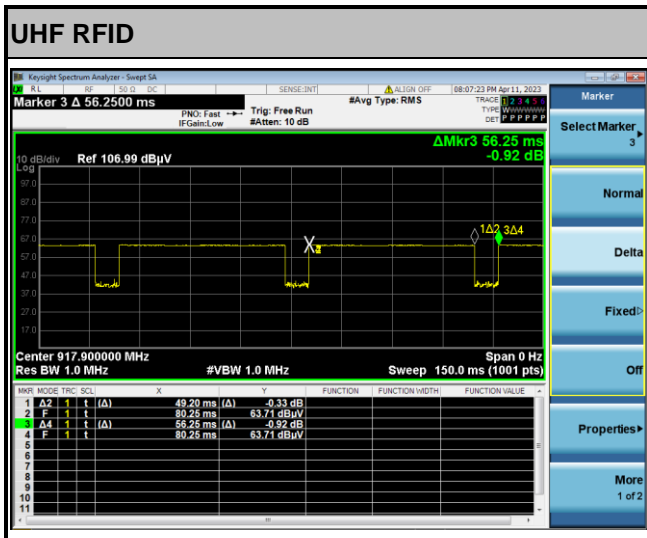 UHF RFID
Keysight Spectrum Analyzer - Swept SA
RL RF 50 Ω DC SENSE:INT ALIGN OFF 08:07:23 PM Apr 11, 2023
Marker 3 Δ 56.2500 ms
PNO: Fast
IFGain:Low
Trig: Free Run
#Atten: 10 dB
#Avg Type: RMS
TRACE 1 2 3 4 5 6
TYPE WWWWWW
DET P P P P P P
ΔMkr3 56.25 ms
-0.92 dB
10 dB/div Ref 106.99 dBµV
Log
97.0
87.0
77.0
67.0
57.0
47.0
37.0
27.0
17.0
1Δ2 3Δ4
Center 917.900000 MHz Span 0 Hz
Res BW 1.0 MHz #VBW 1.0 MHz Sweep 150.0 ms (1001 pts)
MKR MODE TRC SCL X Y FUNCTION FUNCTION WIDTH FUNCTION VALUE
1 Δ2 1 t (Δ) 49.20 ms (Δ) -0.33 dB
2 F 1 t 80.25 ms 63.71 dBµV
3 Δ4 1 t (Δ) 56.25 ms (Δ) -0.92 dB
4 F 1 t 80.25 ms 63.71 dBµV
5
6
7
8
9
10
11
Marker
Select Marker
3
Normal
Delta
Fixed
Off
Properties
More
1 of 2